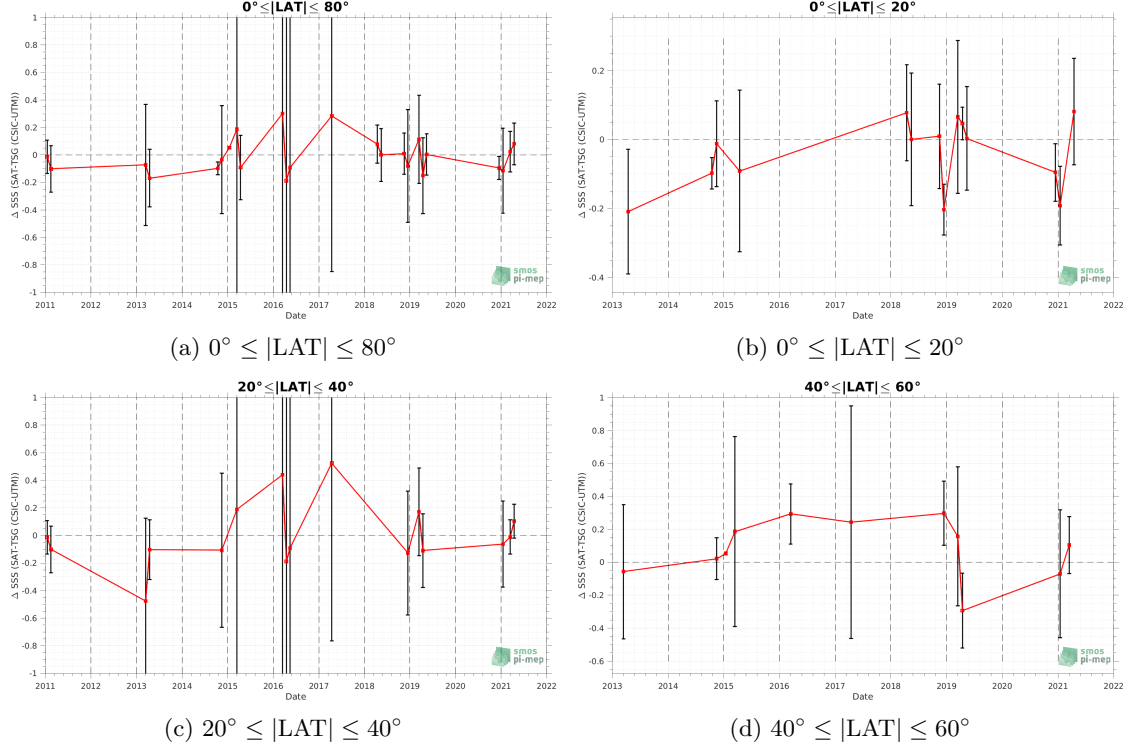 0°≤|LAT|≤ 80°
Δ SSS (SAT-TSG (CSIC-UTM))
1
0.8
0.6
0.4
0.2
0
-0.2
-0.4
-0.6
-0.8
-1
2011 2012 2013 2014 2015 2016 2017 2018 2019 2020 2021 2022
Date
smos
pi-mep
(a) 0° ≤ |LAT| ≤ 80°
0°≤|LAT|≤ 20°
Δ SSS (SAT-TSG (CSIC-UTM))
0.2
0
-0.2
-0.4
2013 2014 2015 2016 2017 2018 2019 2020 2021 2022
Date
smos
pi-mep
(b) 0° ≤ |LAT| ≤ 20°
20°≤|LAT|≤ 40°
Δ SSS (SAT-TSG (CSIC-UTM))
1
0.8
0.6
0.4
0.2
0
-0.2
-0.4
-0.6
-0.8
-1
2011 2012 2013 2014 2015 2016 2017 2018 2019 2020 2021 2022
Date
smos
pi-mep
(c) 20° ≤ |LAT| ≤ 40°
40°≤|LAT|≤ 60°
Δ SSS (SAT-TSG (CSIC-UTM))
1
0.8
0.6
0.4
0.2
0
-0.2
-0.4
-0.6
2013 2014 2015 2016 2017 2018 2019 2020 2021 2022
Date
smos
pi-mep
(d) 40° ≤ |LAT| ≤ 60°